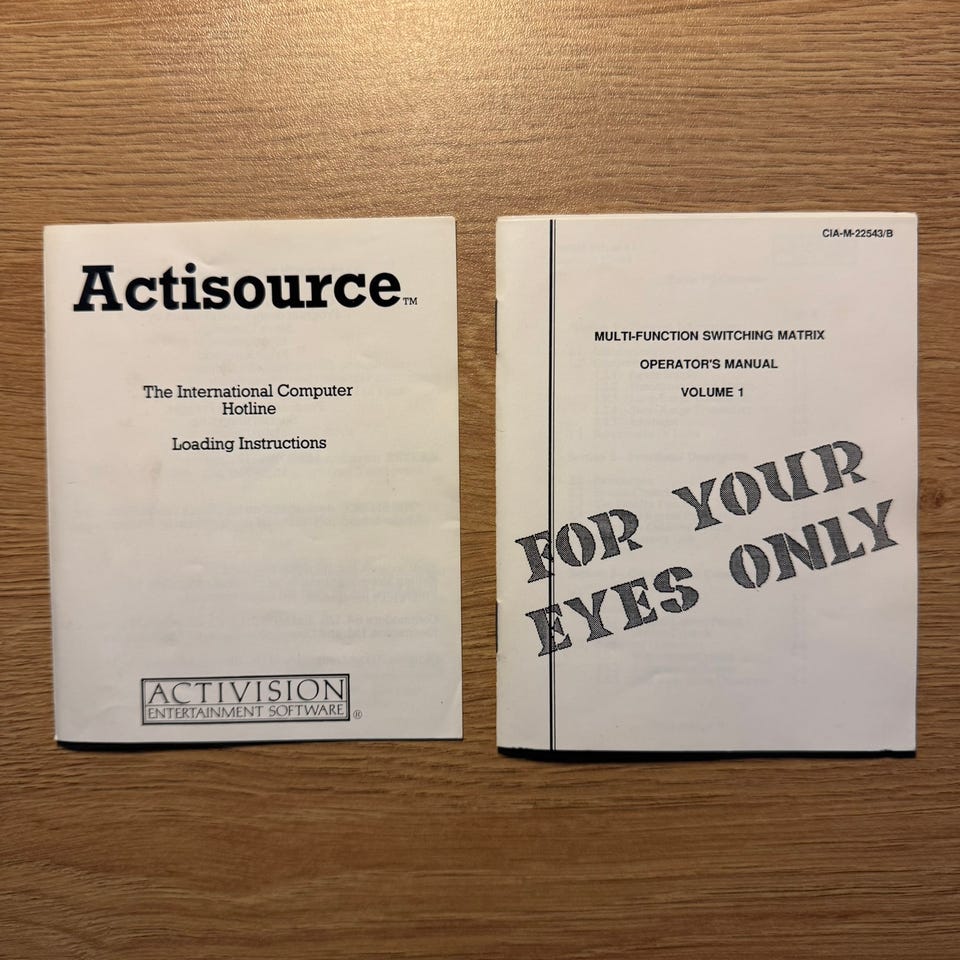 Actisource™
The International Computer
Hotline
Loading Instructions
ACTIVISION
ENTERTAINMENT SOFTWARE®
CIA-M-22543/B
MULTI-FUNCTION SWITCHING MATRIX
OPERATOR'S MANUAL
VOLUME 1
FOR YOUR
EYES ONLY